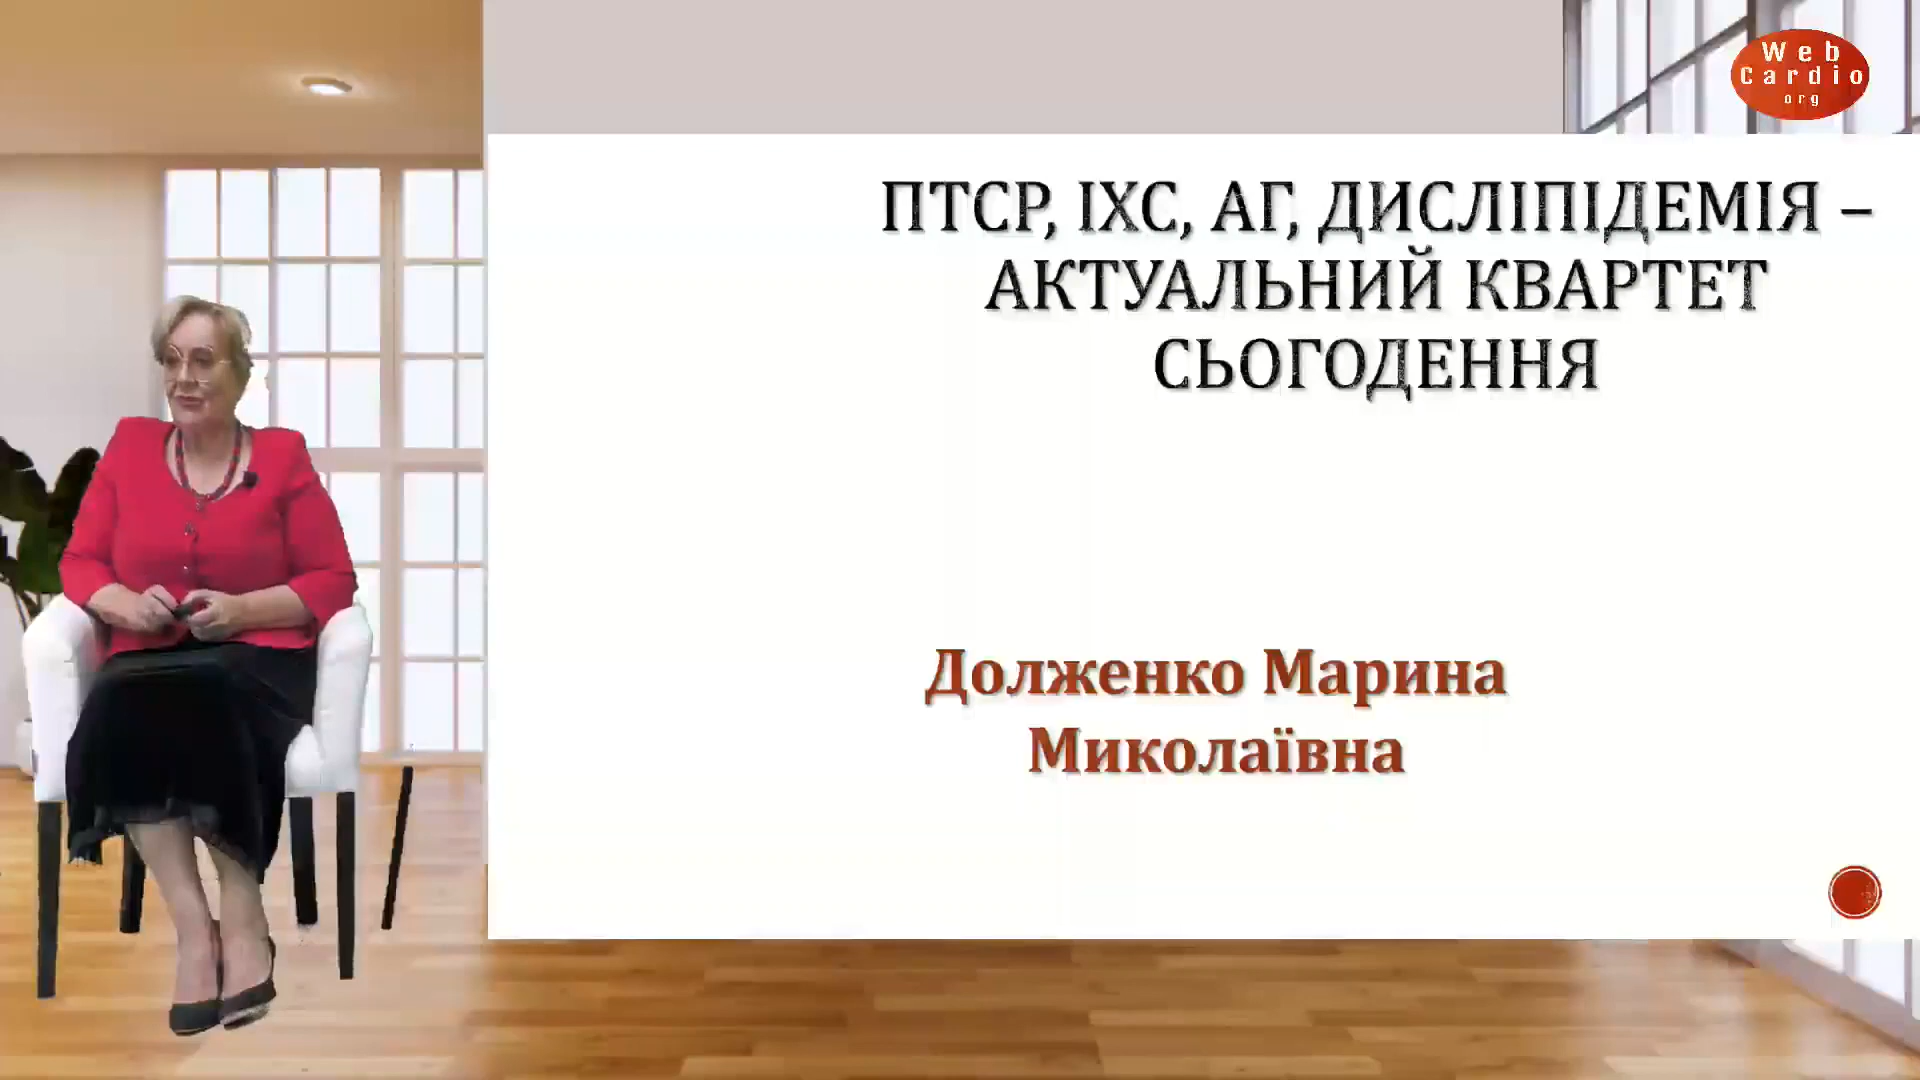 Web
Cardio
org
ПТСР, ІХС, АГ, ДИСЛІПІДЕМІЯ –
АКТУАЛЬНИЙ КВАРТЕТ
СЬОГОДЕННЯ
Долженко Марина
Миколаївна